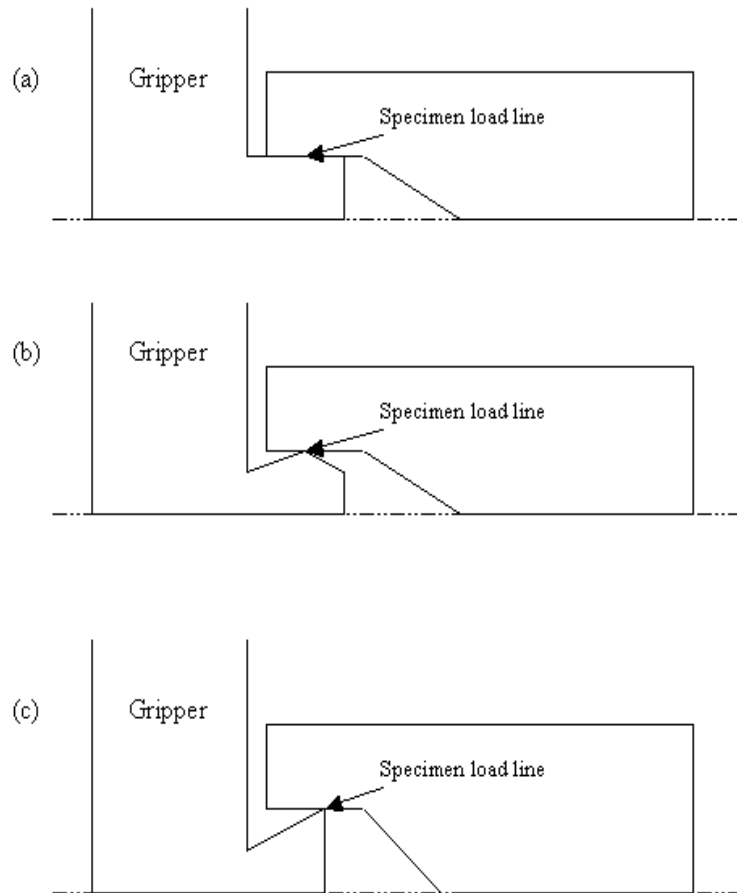 (a)
Gripper
Specimen load line
(b)
Gripper
Specimen load line
(c)
Gripper
Specimen load line